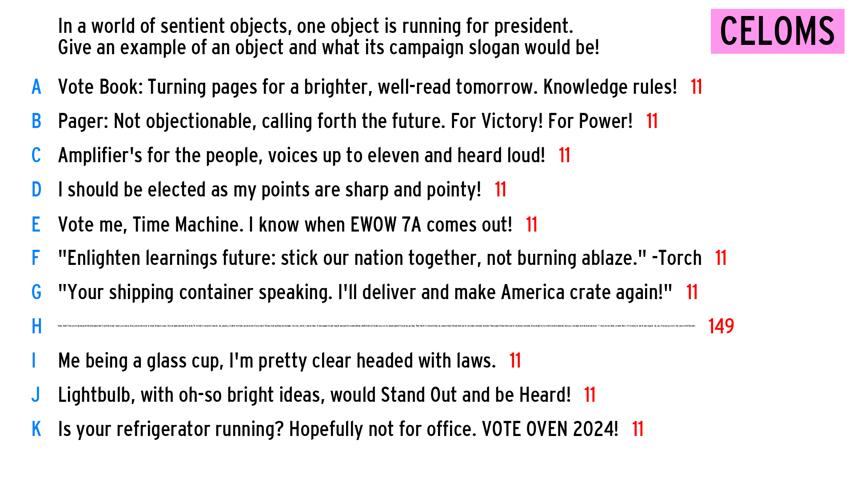 In a world of sentient objects, one object is running for president.
Give an example of an object and what its campaign slogan would be!
CELOMS
A Vote Book: Turning pages for a brighter, well-read tomorrow. Knowledge rules! 11
B Pager: Not objectionable, calling forth the future. For Victory! For Power! 11
C Amplifier's for the people, voices up to eleven and heard loud! 11
D I should be elected as my points are sharp and pointy! 11
E Vote me, Time Machine. I know when EWOW 7A comes out! 11
F "Enlighten learnings future: stick our nation together, not burning ablaze." -Torch 11
G "Your shipping container speaking. I'll deliver and make America crate again!" 11
H 149
I Me being a glass cup, I'm pretty clear headed with laws. 11
J Lightbulb, with oh-so bright ideas, would Stand Out and be Heard! 11
K Is your refrigerator running? Hopefully not for office. VOTE OVEN 2024! 11